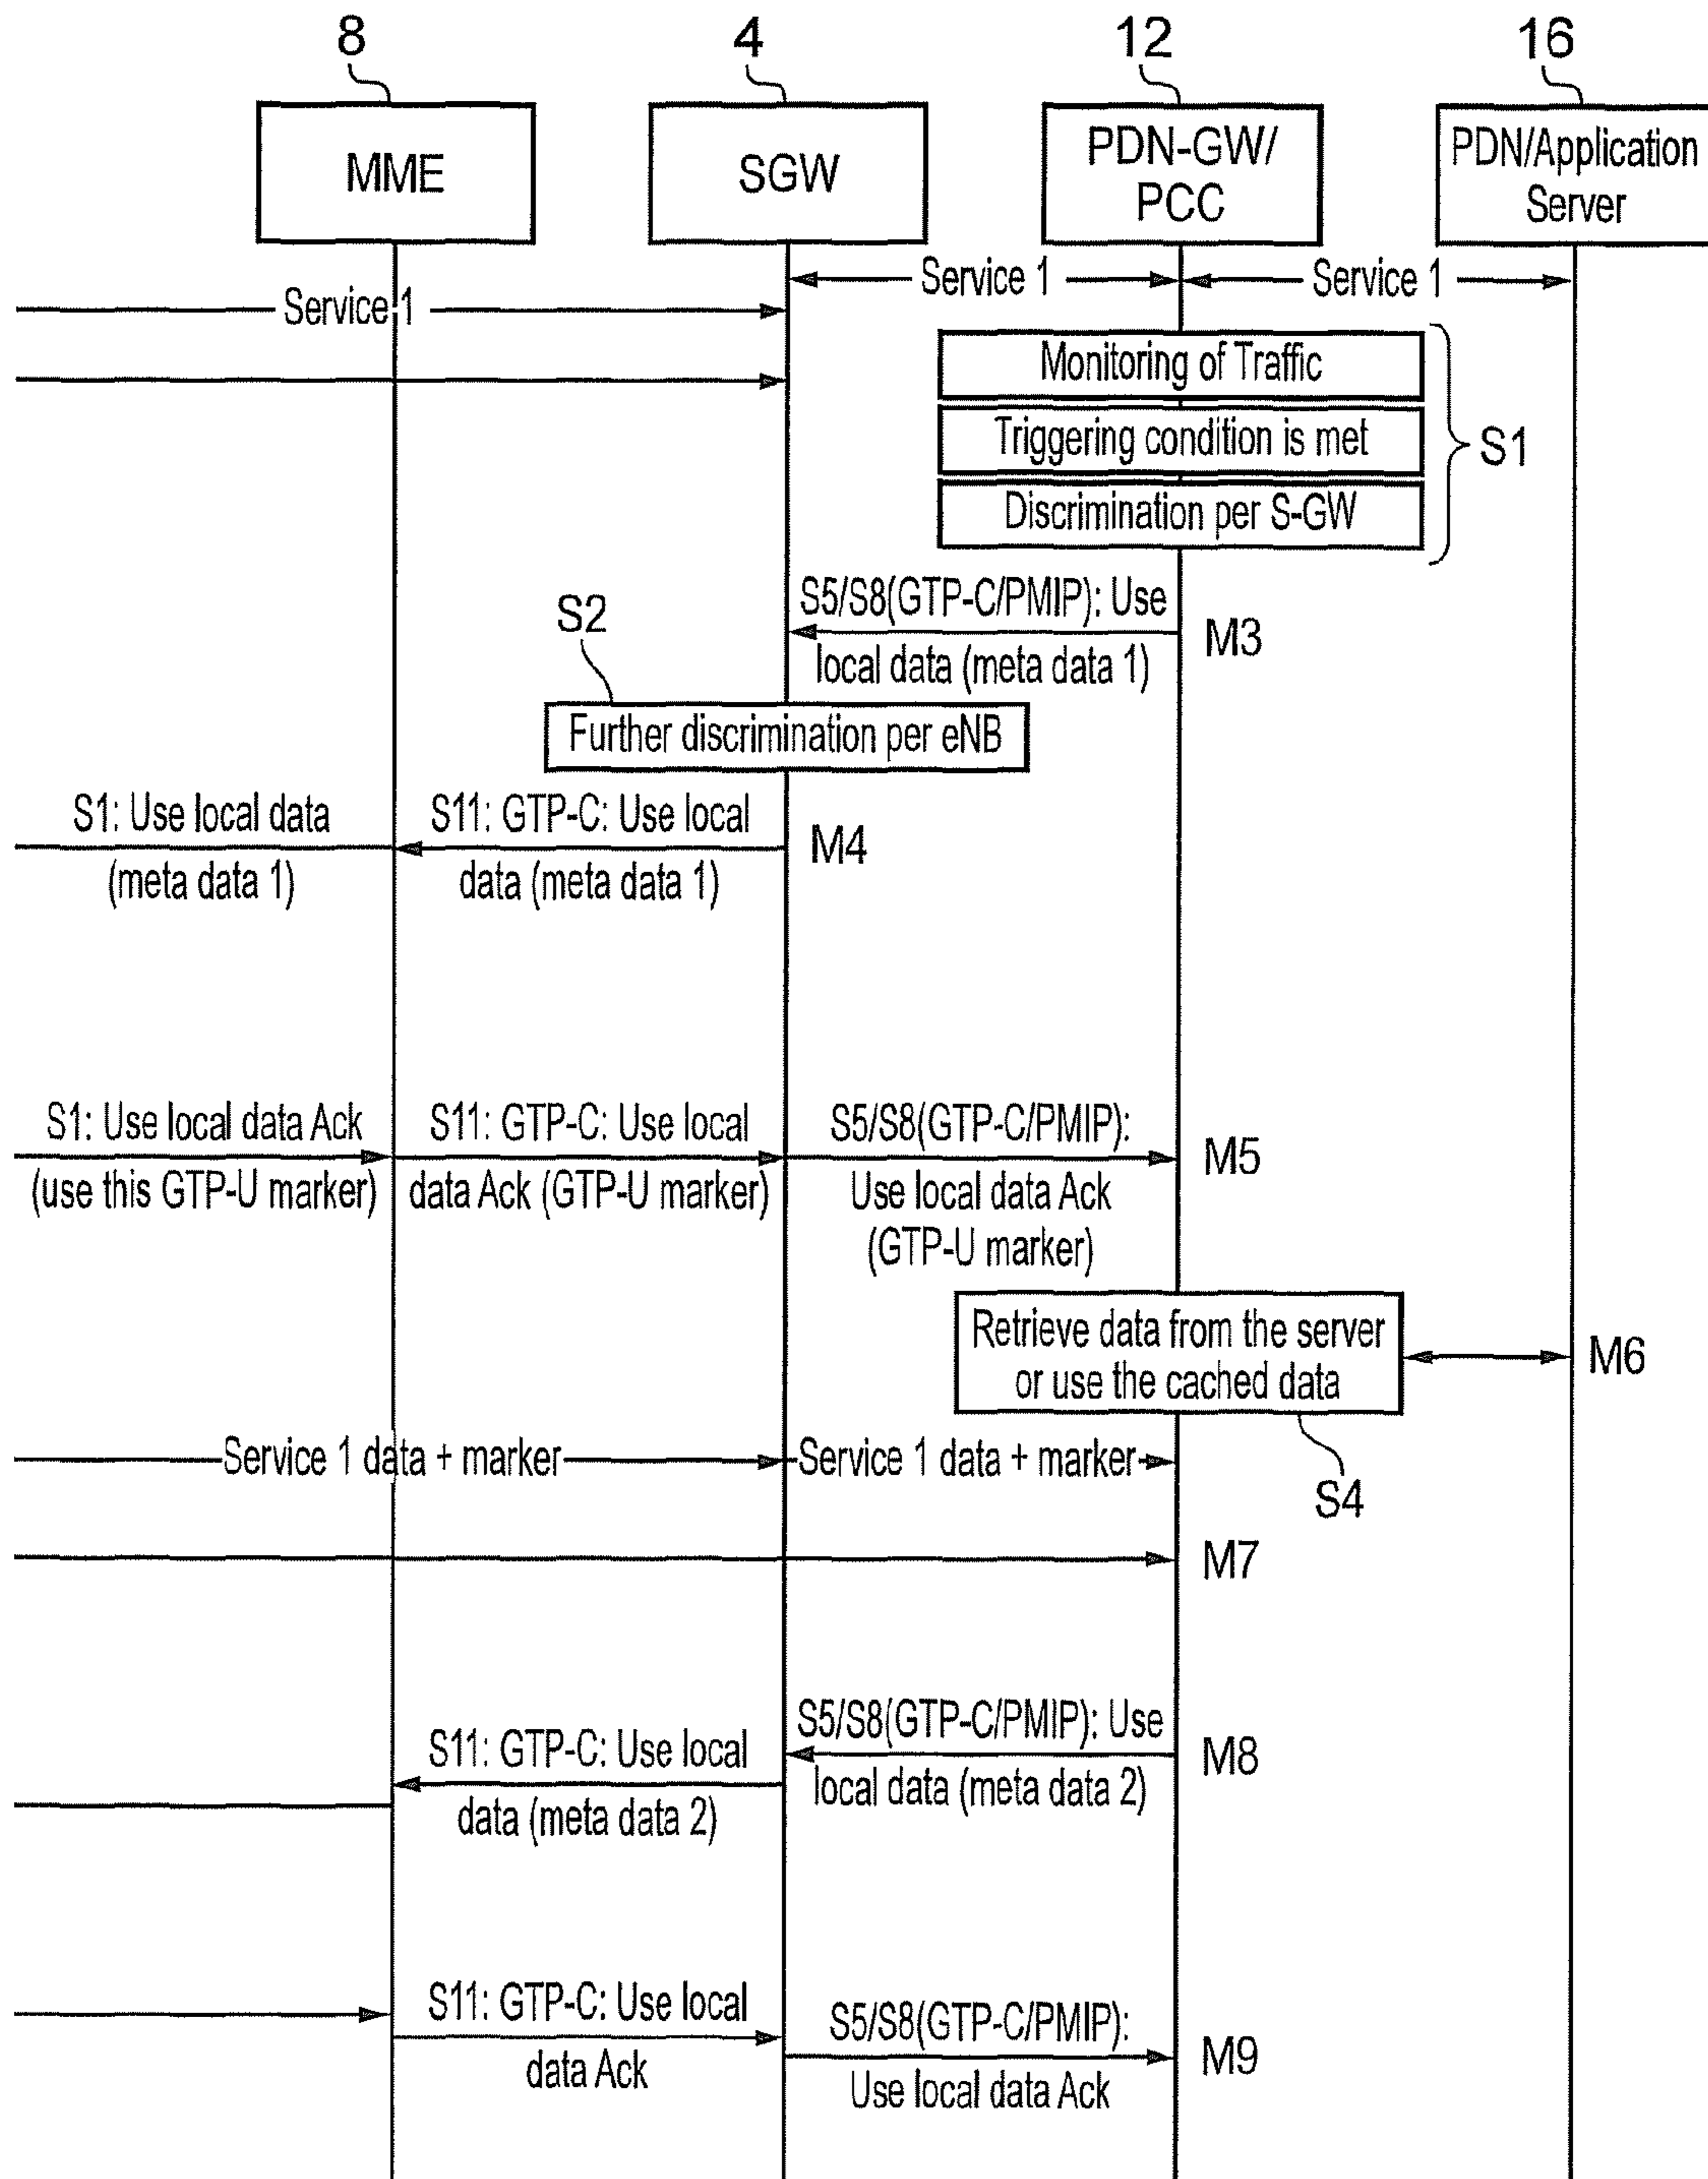 8
4
12
16
MME
SGW
PDN-GW/
PCC
PDN/Application
Server
Service 1
Service 1
Service 1
Monitoring of Traffic
Triggering condition is met
Discrimination per S-GW
S1
S5/S8(GTP-C/PMIP): Use
local data (meta data 1)
M3
S2
Further discrimination per eNB
S1: Use local data
(meta data 1)
S11: GTP-C: Use local
data (meta data 1)
M4
S1: Use local data Ack
(use this GTP-U marker)
S11: GTP-C: Use local
data Ack (GTP-U marker)
S5/S8(GTP-C/PMIP):
Use local data Ack
(GTP-U marker)
M5
Retrieve data from the server
or use the cached data
M6
S4
Service 1 data + marker
Service 1 data + marker
M7
S5/S8(GTP-C/PMIP): Use
local data (meta data 2)
M8
S11: GTP-C: Use local
data (meta data 2)
S11: GTP-C: Use local
data Ack
S5/S8(GTP-C/PMIP):
Use local data Ack
M9